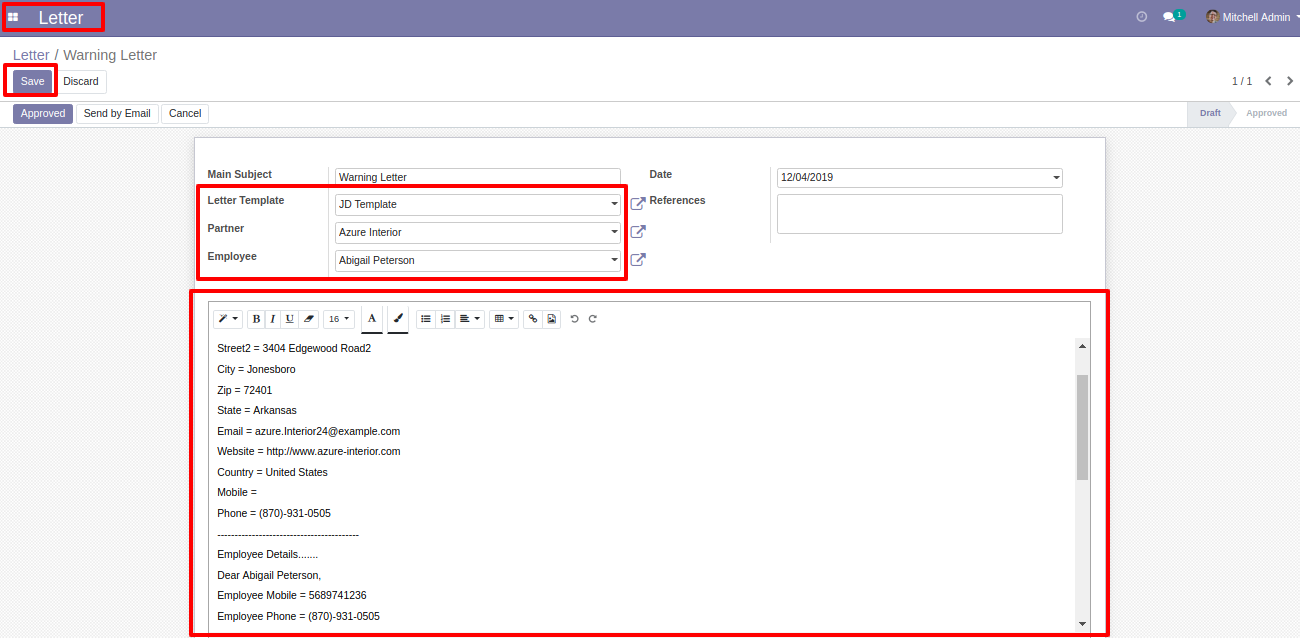 Letter
1
Mitchell Admin
Letter / Warning Letter
Save Discard
1 / 1
Approved Send by Email Cancel
Draft Approved
Main Subject Warning Letter
Date 12/04/2019
Letter Template JD Template
References
Partner Azure Interior
Employee Abigail Peterson
B I U 16 A
Street2 = 3404 Edgewood Road2
City = Jonesboro
Zip = 72401
State = Arkansas
Email = azure.Interior24@example.com
Website = http://www.azure-interior.com
Country = United States
Mobile =
Phone = (870)-931-0505
-----------------------------------------
Employee Details.......
Dear Abigail Peterson,
Employee Mobile = 5689741236
Employee Phone = (870)-931-0505